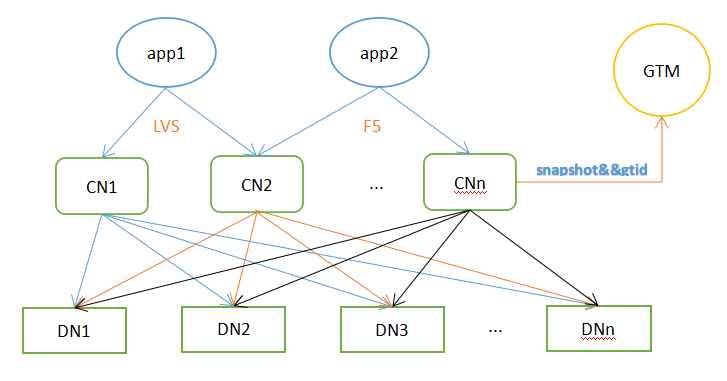 app1
app2
GTM
LVS
F5
CN1
CN2
...
CNn
snapshot&&gtid
DN1
DN2
DN3
...
DNn